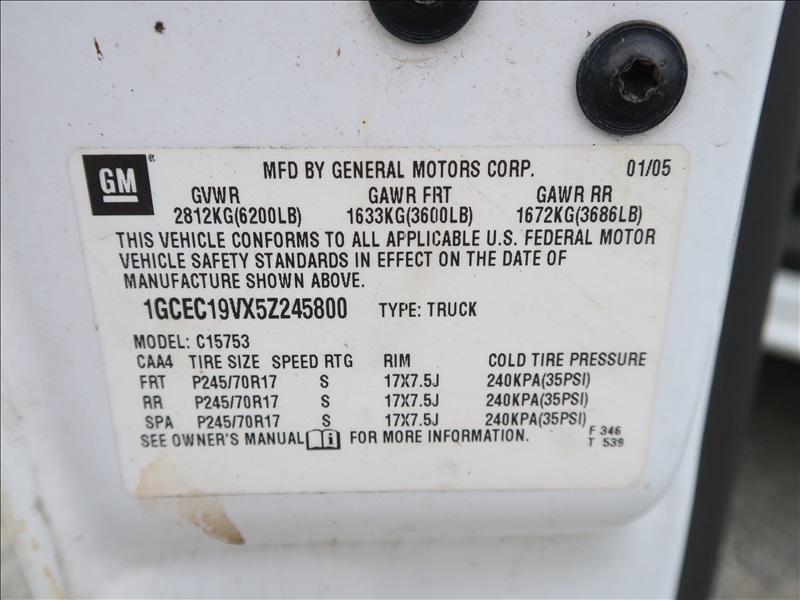 GM ® MFD BY GENERAL MOTORS CORP. 01/05
GVWR GAWR FRT GAWR RR
2812KG(6200LB) 1633KG(3600LB) 1672KG(3686LB)
THIS VEHICLE CONFORMS TO ALL APPLICABLE U.S. FEDERAL MOTOR
VEHICLE SAFETY STANDARDS IN EFFECT ON THE DATE OF
MANUFACTURE SHOWN ABOVE.
1GCEC19VX5Z245800 TYPE: TRUCK
MODEL: C15753
CAA4 TIRE SIZE SPEED RTG RIM COLD TIRE PRESSURE
FRT P245/70R17 S 17X7.5J 240KPA(35PSI)
RR P245/70R17 S 17X7.5J 240KPA(35PSI)
SPA P245/70R17 S 17X7.5J 240KPA(35PSI)
SEE OWNER'S MANUAL FOR MORE INFORMATION. F 346
T 539